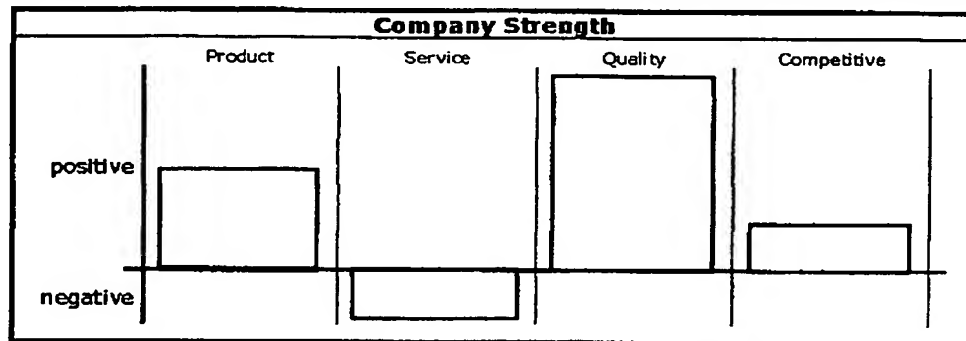 Company Strength
Product Service Quality Competitive
positive
negative